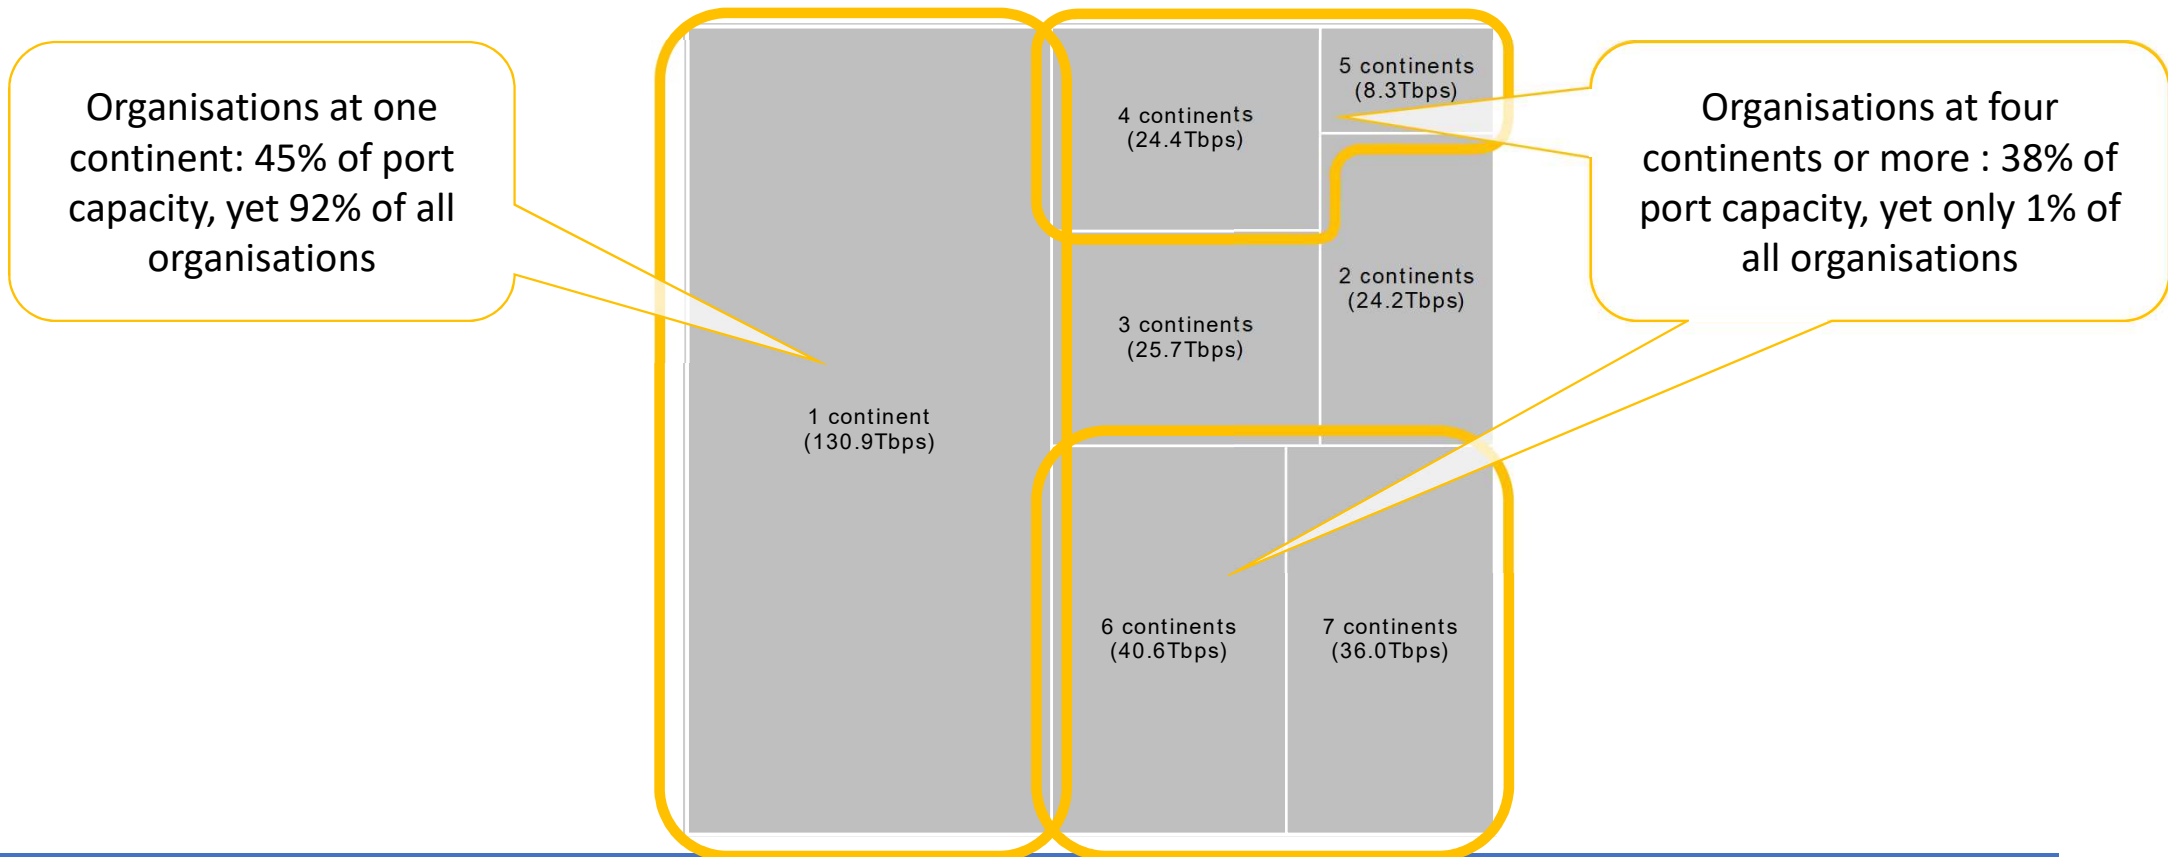 Organisations at one
continent: 45% of port
capacity, yet 92% of all
organisations
1 continent
(130.9Tbps)
4 continents
(24.4Tbps)
5 continents
(8.3Tbps)
3 continents
(25.7Tbps)
2 continents
(24.2Tbps)
6 continents
(40.6Tbps)
7 continents
(36.0Tbps)
Organisations at four
continents or more : 38% of
port capacity, yet only 1% of
all organisations